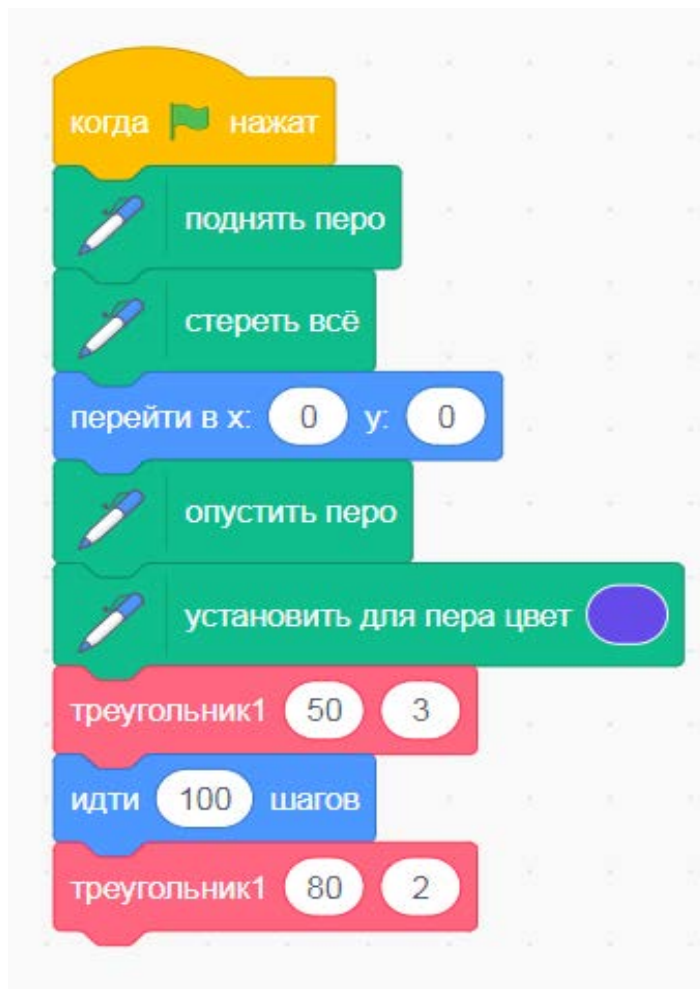 когда нажат
поднять перо
стереть всё
перейти в x: 0 y: 0
опустить перо
установить для пера цвет
треугольник1 50 3
идти 100 шагов
треугольник1 80 2